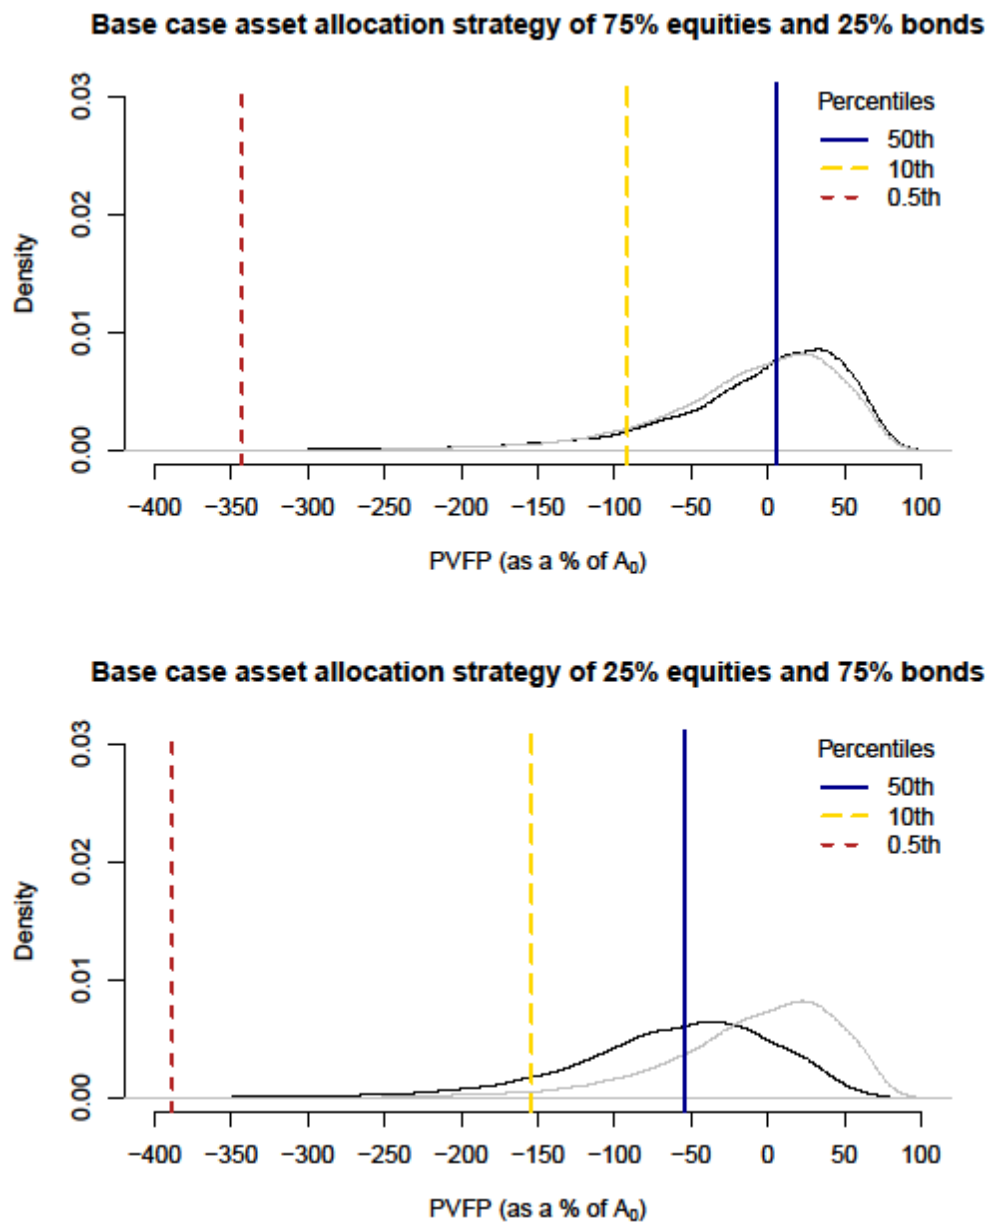 Base case asset allocation strategy of 75% equities and 25% bonds
Percentiles
50th
10th
0.5th
0.03
0.02
0.01
0.00
Density
−400 −350 −300 −250 −200 −150 −100 −50 0 50 100
PVFP (as a % of A₀)
Base case asset allocation strategy of 25% equities and 75% bonds
Percentiles
50th
10th
0.5th
0.03
0.02
0.01
0.00
Density
−400 −350 −300 −250 −200 −150 −100 −50 0 50 100
PVFP (as a % of A₀)